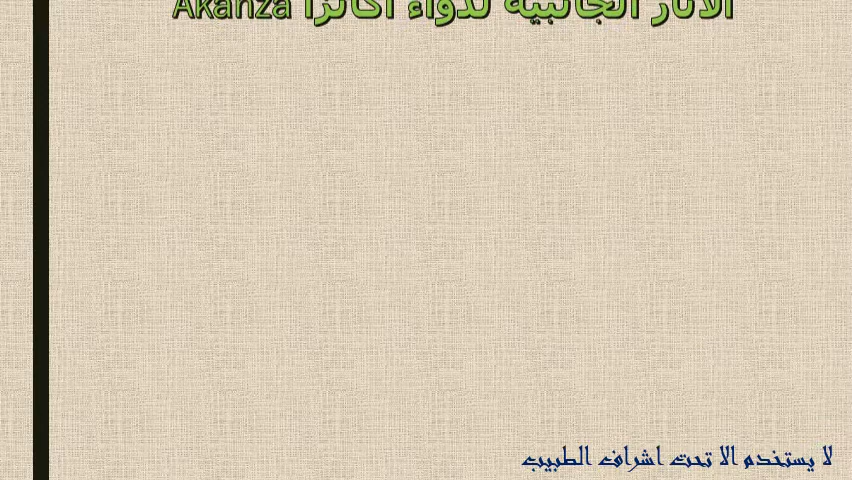 الآثار الجانبية لدواء أكانزا Akanza
لا يستخدم الا تحت اشراف الطبيب